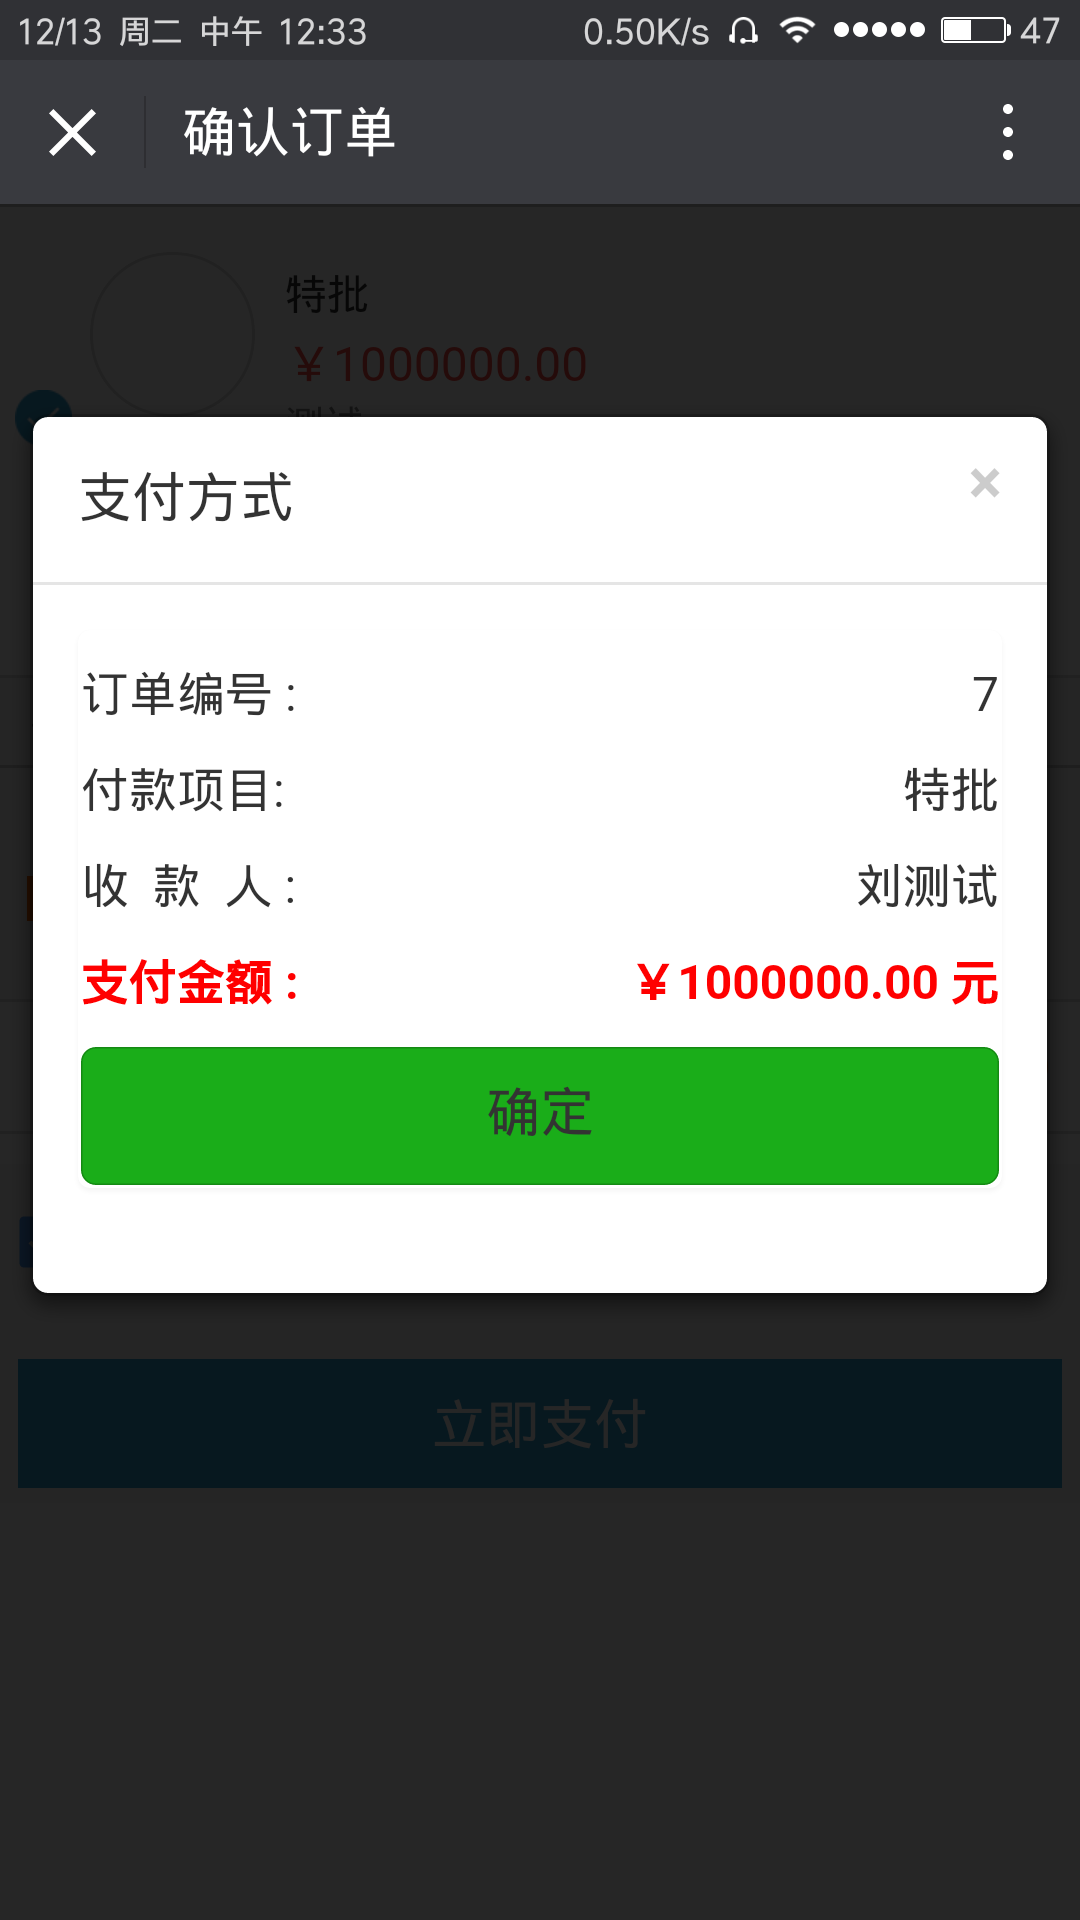 12/13 周二 中午 12:33 0.50K/s 47
确认订单
特批
￥1000000.00
测试
支付方式 ×
订单编号： 7
付款项目: 特批
收 款 人： 刘测试
支付金额： ￥1000000.00 元
确定
立即支付